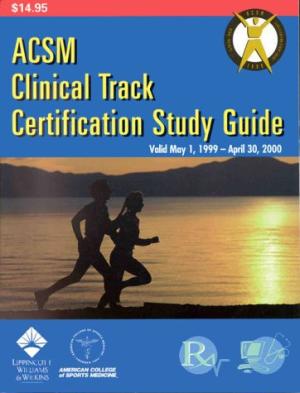 $14.95
ACSM
ACSM
Clinical Track
Certification Study Guide
Valid May 1, 1999 – April 30, 2000
LIPPINCOTT
WILLIAMS
& WILKINS
AMERICAN COLLEGE
of SPORTS MEDICINE
R